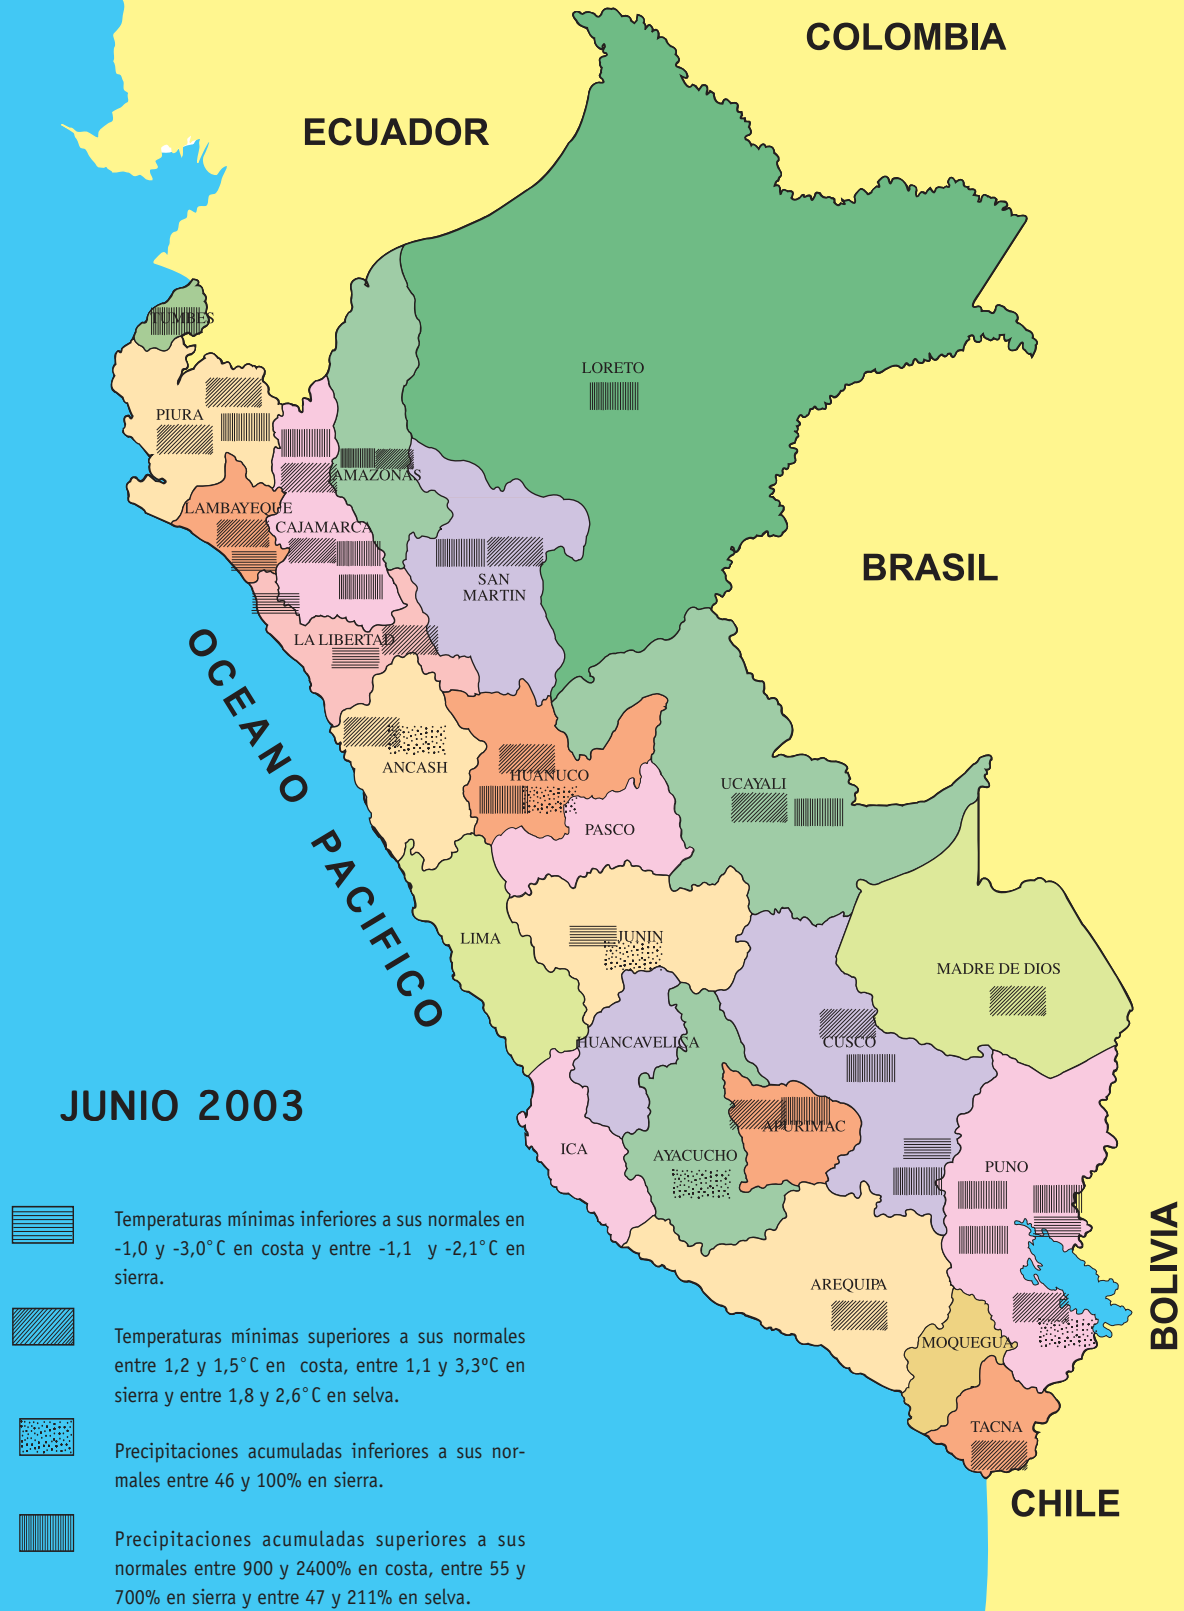 COLOMBIA
ECUADOR
TUMBES
LORETO
PIURA
AMAZONAS
LAMBAYEQUE
CAJAMARCA
BRASIL
SAN
MARTIN
LA LIBERTAD
OCEANO PACIFICO
ANCASH
HUANUCO
UCAYALI
PASCO
LIMA
JUNIN
MADRE DE DIOS
HUANCAVELICA
CUSCO
JUNIO 2003
APURIMAC
ICA
AYACUCHO
PUNO
BOLIVIA
AREQUIPA
MOQUEGUA
TACNA
CHILE
Temperaturas mínimas inferiores a sus normales en
-1,0 y -3,0°C en costa y entre -1,1 y -2,1°C en
sierra.
Temperaturas mínimas superiores a sus normales
entre 1,2 y 1,5°C en costa, entre 1,1 y 3,3ºC en
sierra y entre 1,8 y 2,6°C en selva.
Precipitaciones acumuladas inferiores a sus nor-
males entre 46 y 100% en sierra.
Precipitaciones acumuladas superiores a sus
normales entre 900 y 2400% en costa, entre 55 y
700% en sierra y entre 47 y 211% en selva.